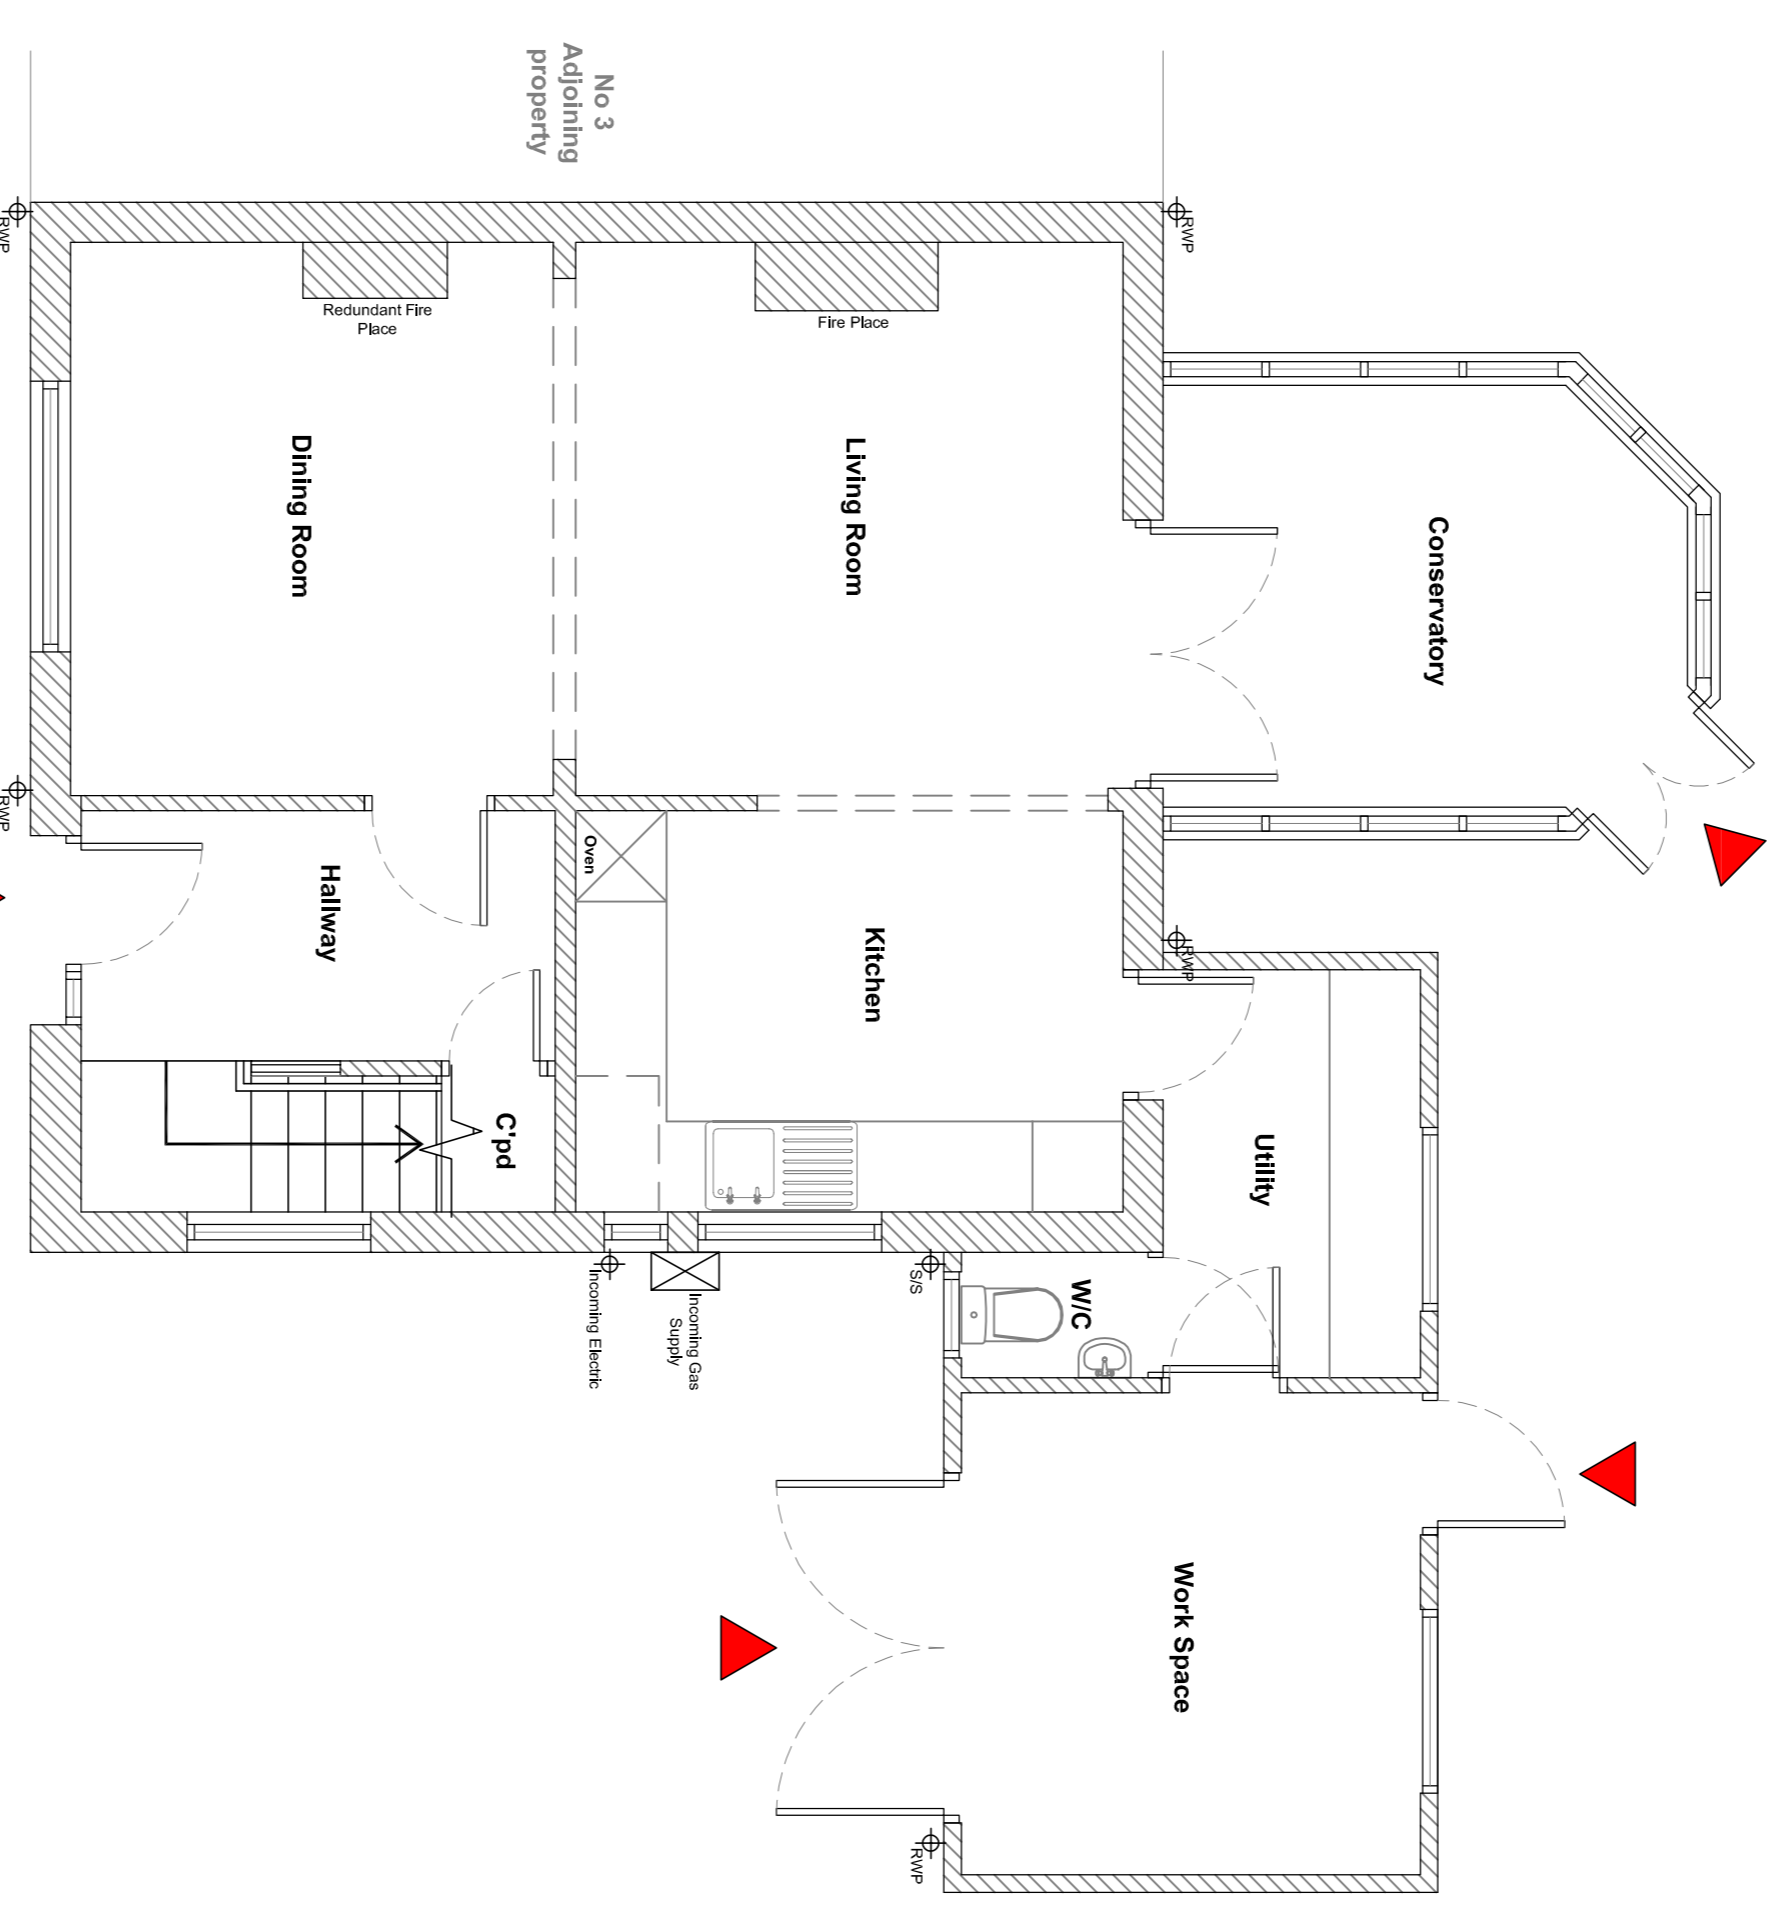 No 3
Adjoining
property
RWP
RWP
Redundant Fire
Place
Fire Place
Dining Room
Living Room
Conservatory
RWP
Oven
Hallway
Kitchen
RWP
C'pd
Utility
W/C
S/S
Incoming Electric
Incoming Gas
Supply
Work Space
RWP